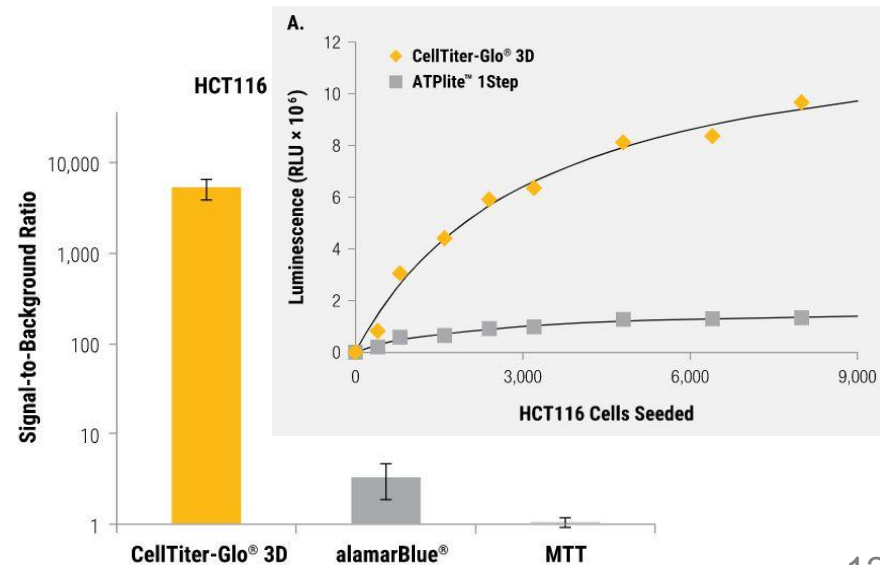 HCT116
Signal-to-Background Ratio
10,000
1,000
100
10
1
CellTiter-Glo® 3D
alamarBlue®
MTT
A.
CellTiter-Glo® 3D
ATPlite™ 1Step
Luminescence (RLU × 10⁶)
12
10
8
6
4
2
0
0
3,000
6,000
9,000
HCT116 Cells Seeded